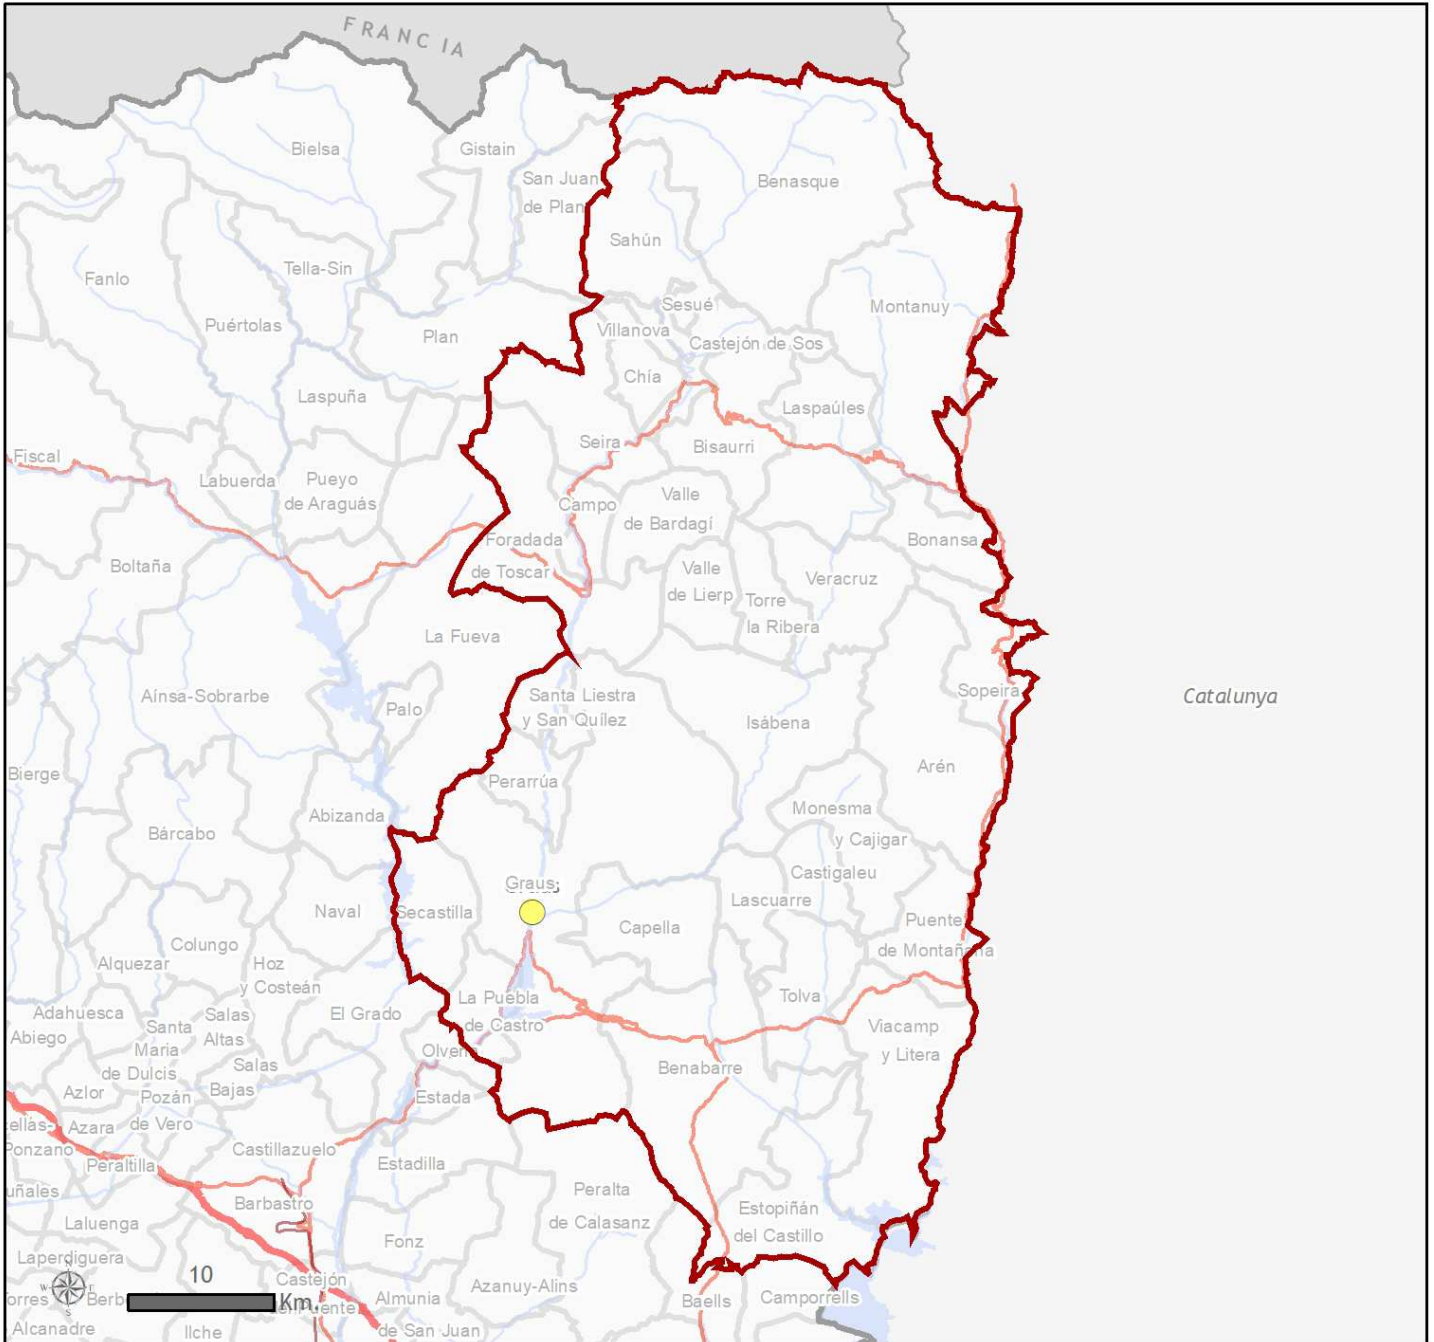 FRANCIA
Bielsa
Gistain
San Juan
de Plan
Benasque
Sahún
Fanlo
Tella-Sin
Sesué
Montanuy
Puértolas
Villanova
Plan
Castejón de Sos
Chía
Laspuña
Laspaúles
Seira
Bisaurri
Fiscal
Labuerda
Pueyo
de Araguás
Valle
de Bardagí
Campo
Foradada
de Toscar
Bonansa
Boltaña
Valle
de Lierp
Veracruz
Torre
la Ribera
La Fueva
Aínsa-Sobrarbe
Palo
Santa Liestra
y San Quílez
Isábena
Sopeira
Catalunya
Bierge
Perarrúa
Arén
Abizanda
Monesma
y Cajigar
Bárcabo
Castigaleu
Graus
Lascuarre
Naval
Secastilla
Capella
Puente
de Montañana
Colungo
Alquezar
Hoz
y Costeán
La Puebla
de Castro
Tolva
Adahuesca
El Grado
Abiego
Santa
Maria
de Dulcis
Salas
Altas
Viacamp
y Litera
Olvena
Salas
Bajas
Benabarre
Azlor
Pozán
de Vero
Estada
Azara
Ponzano
Peraltilla
Castillazuelo
Estadilla
Peralta
de Calasanz
Barbastro
Estopiñán
del Castillo
Laluenga
Fonz
Laperdiguera
10
Km.
Castejón
Azanuy-Alins
Almunia
de San Juan
Baells
Camporrells
Alcanadre
Ilche